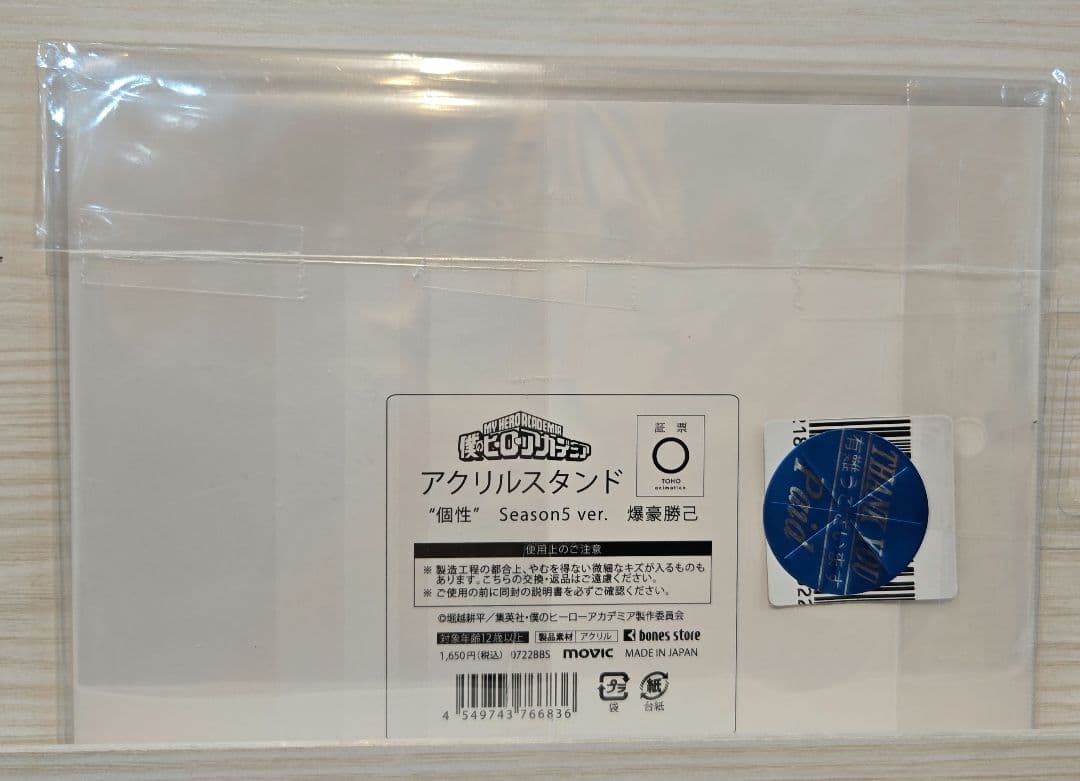 MY HERO ACADEMIA
僕のヒーローアカデミア
証票
TOHO
animation
アクリルスタンド
“個性” Season5 ver. 爆豪勝己
使用上のご注意
※ 製造工程の都合上、やむを得ない微細なキズが入るものも
あります。こちらの交換・返品はご遠慮ください。
※ ご使用の前に同封の説明書を必ずご確認ください。
©堀越耕平／集英社・僕のヒーローアカデミア製作委員会
対象年齢12歳以上 製品素材 アクリル bones store
1,650円(税込) 0722BBS movic MADE IN JAPAN
4 549743 766836
プラ 紙
袋 台紙
THANK YOU
有難うございます
Paid